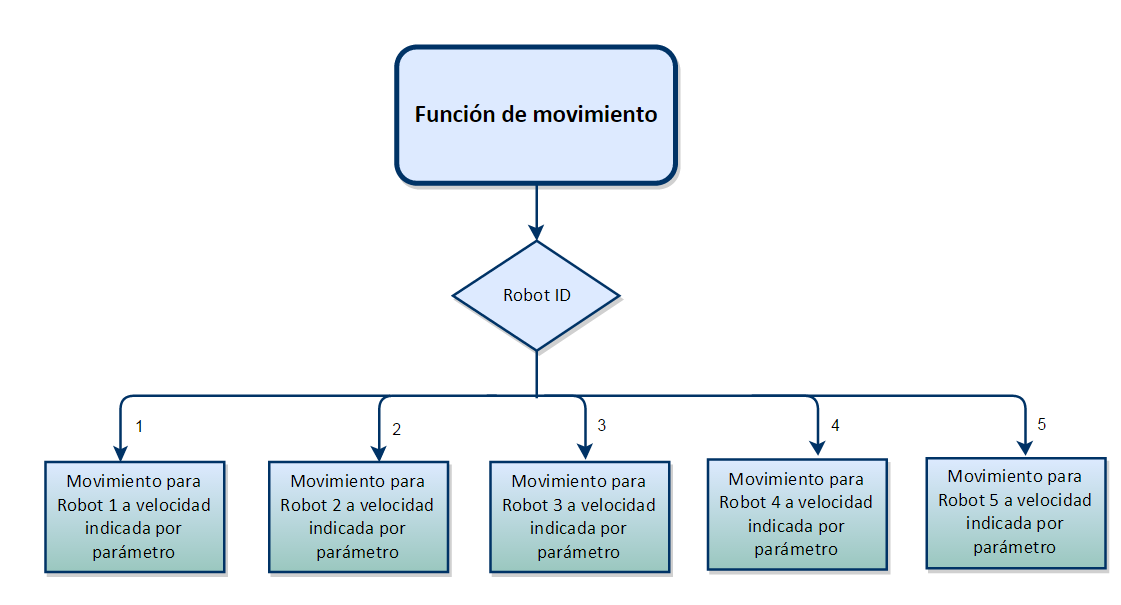 Función de movimiento
Robot ID
1
2
3
4
5
Movimiento para
Robot 1 a velocidad
indicada por
parámetro
Movimiento para
Robot 2 a velocidad
indicada por
parámetro
Movimiento para
Robot 3 a velocidad
indicada por
parámetro
Movimiento para
Robot 4 a velocidad
indicada por
parámetro
Movimiento para
Robot 5 a velocidad
indicada por
parámetro